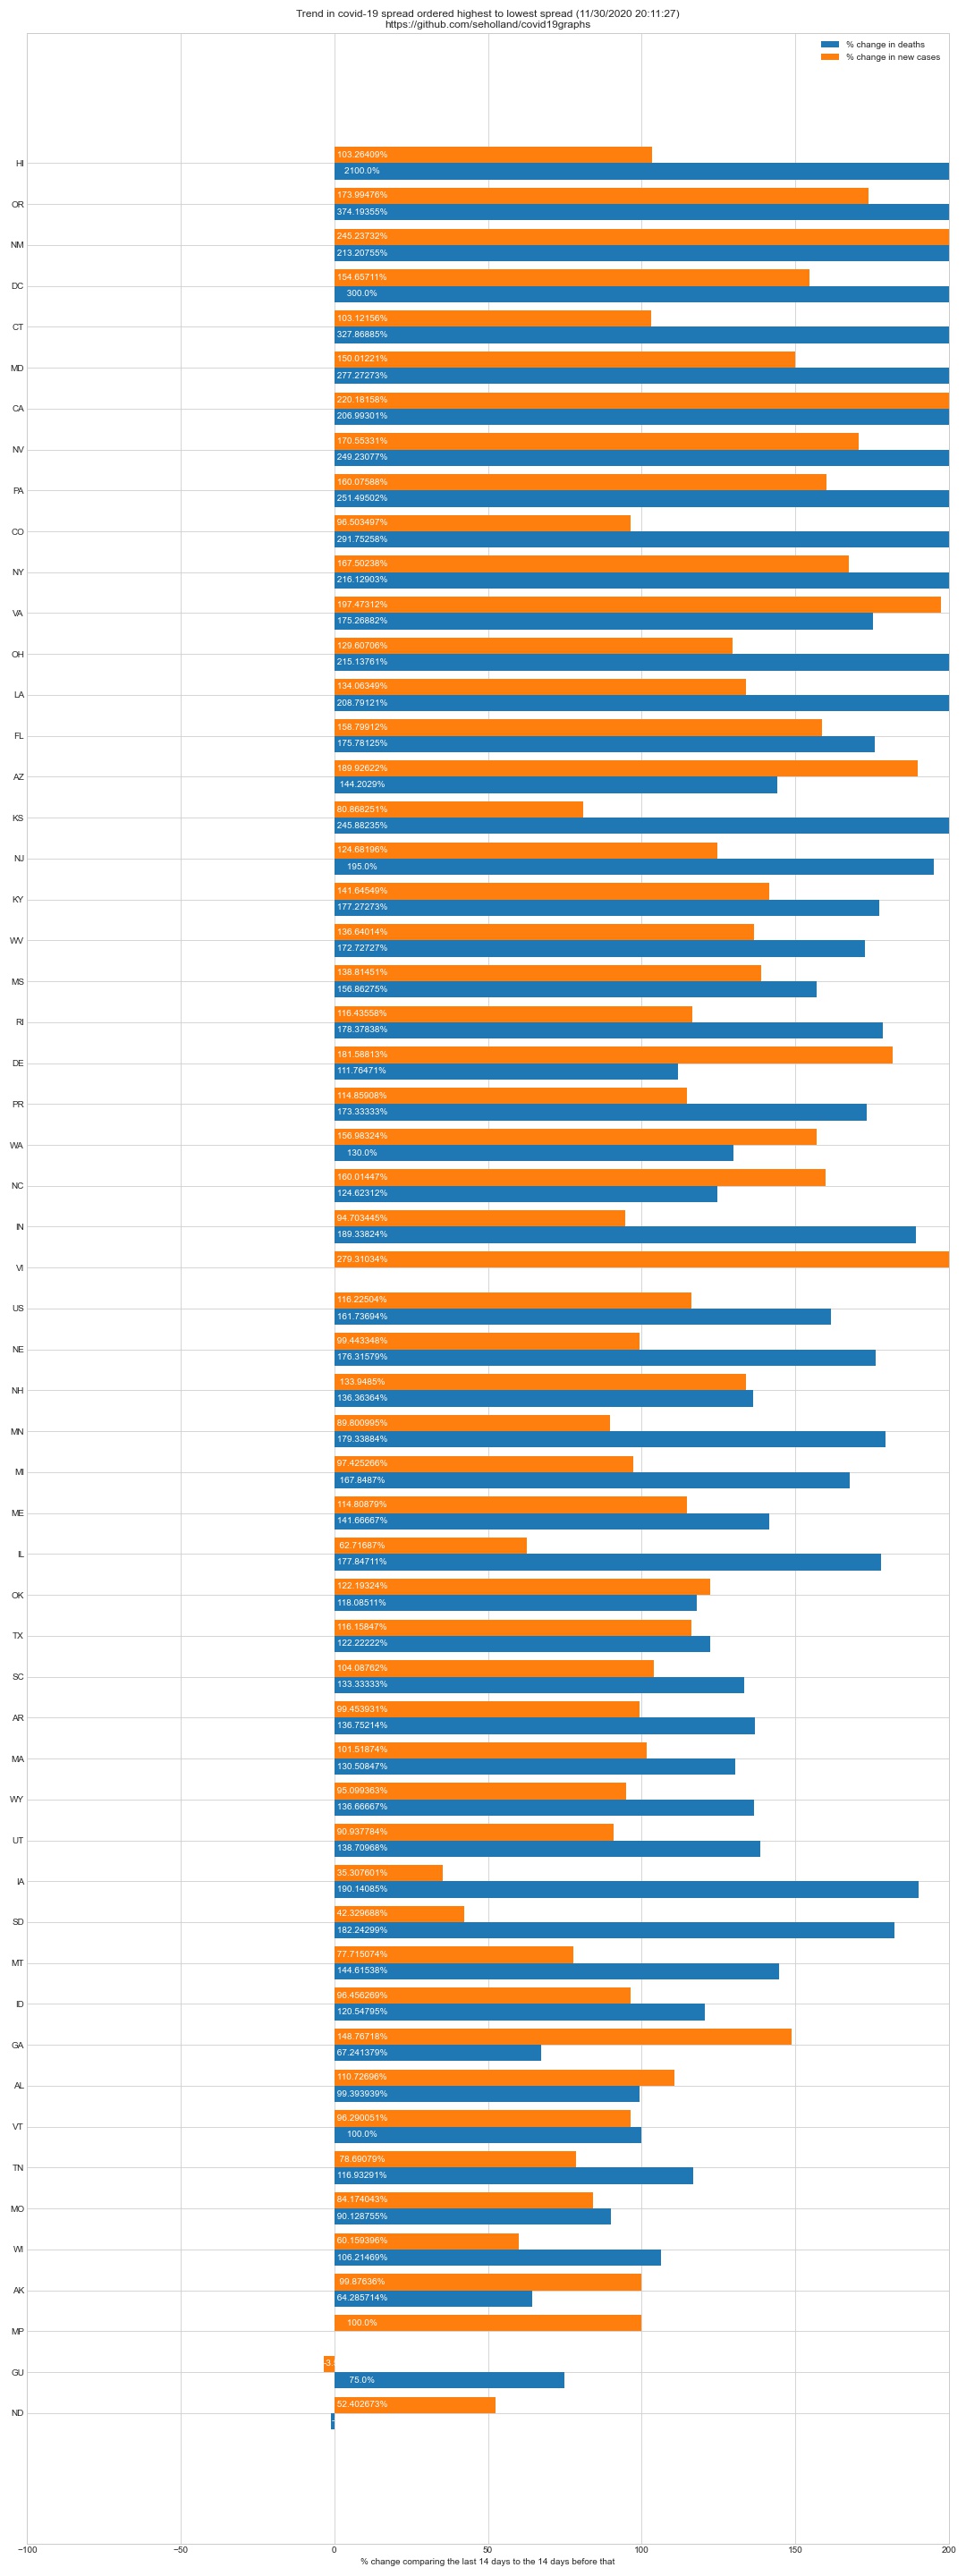 Trend in covid-19 spread ordered highest to lowest spread (11/30/2020 20:11:27)
https://github.com/seholland/covid19graphs
% change in deaths
% change in new cases
103.26409%
HI
2100.0%
173.99476%
OR
374.19355%
245.23732%
NM
213.20755%
154.65711%
DC
300.0%
103.12156%
CT
327.86885%
150.01221%
MD
277.27273%
220.18158%
CA
206.99301%
170.55331%
NV
249.23077%
160.07588%
PA
251.49502%
96.503497%
CO
291.75258%
167.50238%
NY
216.12903%
197.47312%
VA
175.26882%
129.60706%
OH
215.13761%
134.06349%
LA
208.79121%
158.79912%
FL
175.78125%
189.92622%
AZ
144.2029%
80.868251%
KS
245.88235%
124.68196%
NJ
195.0%
141.64549%
KY
177.27273%
136.64014%
WV
172.72727%
138.81451%
MS
156.86275%
116.43558%
RI
178.37838%
181.58813%
DE
111.76471%
114.85908%
PR
173.33333%
156.98324%
WA
130.0%
160.01447%
NC
124.62312%
94.703445%
IN
189.33824%
279.31034%
VI
116.22504%
US
161.73694%
99.443348%
NE
176.31579%
133.9485%
NH
136.36364%
89.800995%
MN
179.33884%
97.425266%
MI
167.8487%
114.80879%
ME
141.66667%
62.71687%
IL
177.84711%
122.19324%
OK
118.08511%
116.15847%
TX
122.22222%
104.08762%
SC
133.33333%
99.453931%
AR
136.75214%
101.51874%
MA
130.50847%
95.099363%
WY
136.66667%
90.937784%
UT
138.70968%
35.307601%
IA
190.14085%
42.329688%
SD
182.24299%
77.715074%
MT
144.61538%
96.456269%
ID
120.54795%
148.76718%
GA
67.241379%
110.72696%
AL
99.393939%
96.290051%
VT
100.0%
78.69079%
TN
116.93291%
84.174043%
MO
90.128755%
60.159396%
WI
106.21469%
99.87636%
AK
64.285714%
100.0%
MP
GU
75.0%
52.402673%
ND
−100 −50 0 50 100 150 200
% change comparing the last 14 days to the 14 days before that